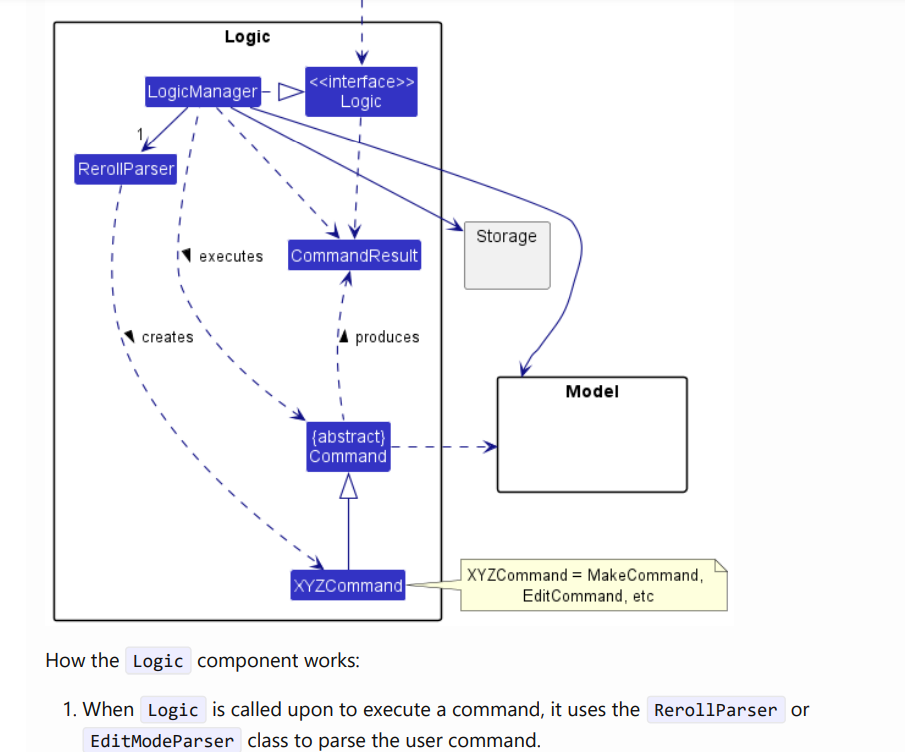 Logic
LogicManager
<<interface>>
Logic
1
RerollParser
Storage
executes
CommandResult
creates
produces
Model
{abstract}
Command
XYZCommand
XYZCommand = MakeCommand,
EditCommand, etc
How the Logic component works:
1. When Logic is called upon to execute a command, it uses the RerollParser or
EditModeParser class to parse the user command.